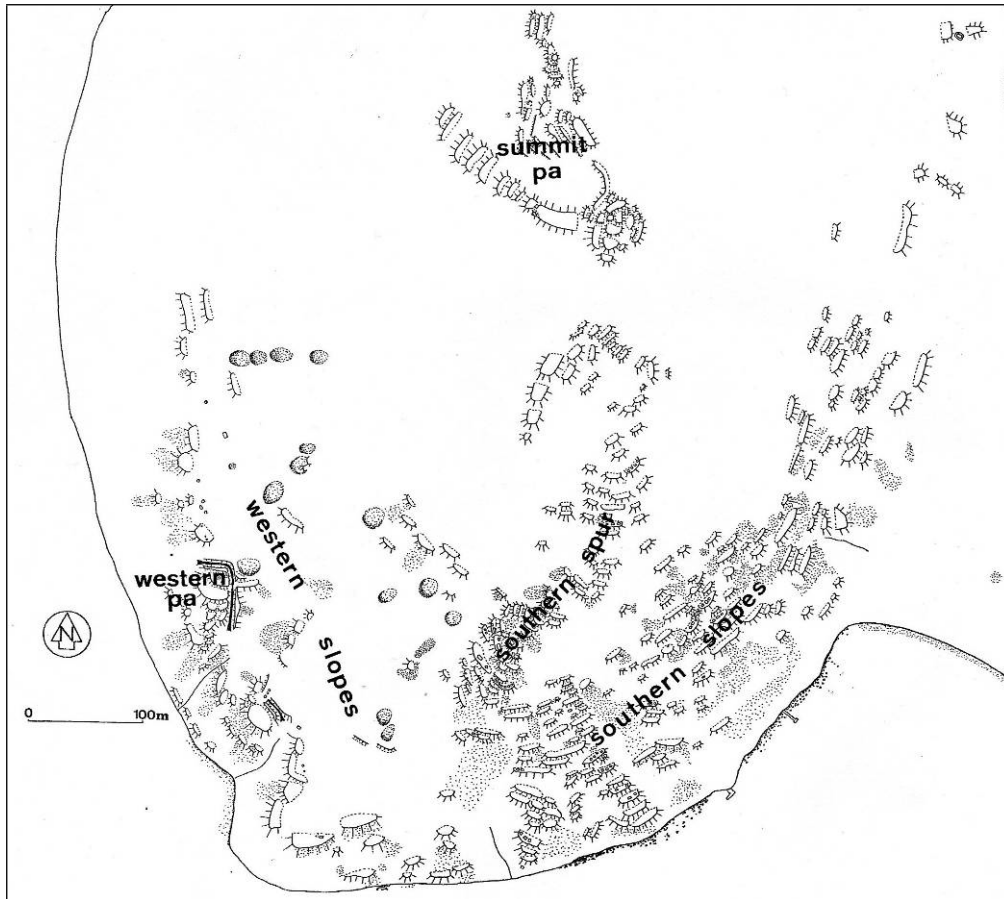 summit
pa
western
slopes
western
pa
southern spur
southern slopes
N
0 100m